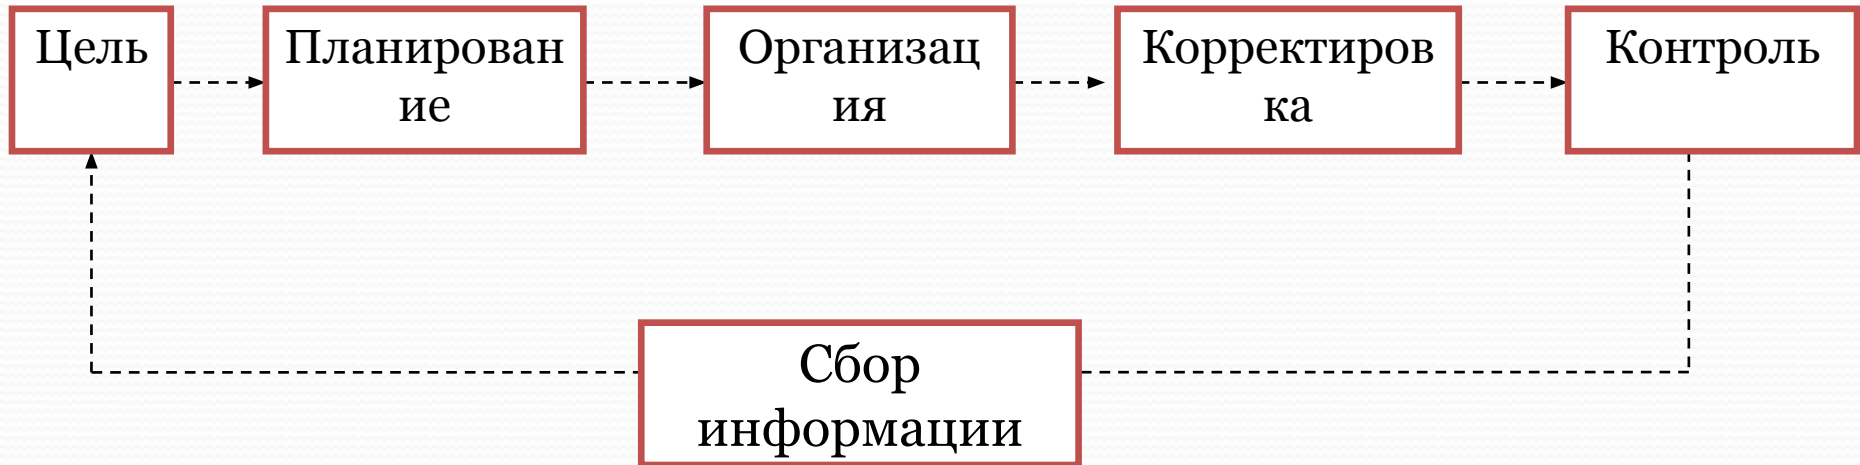 Цель
Планирован
ие
Организац
ия
Корректиров
ка
Контроль
Сбор
информации